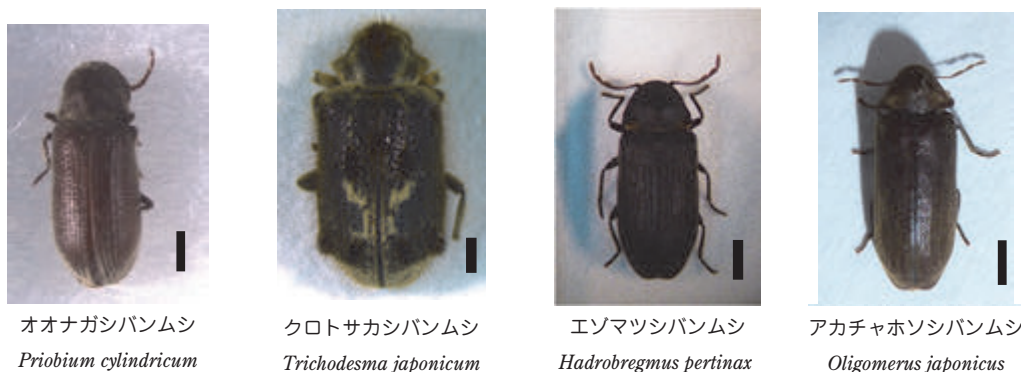 オオナガシバンムシ
Priobium cylindricum
クロトサカシバンムシ
Trichodesma japonicum
エゾマツシバンムシ
Hadrobregmus pertinax
アカチャホソシバンムシ
Oligomerus japonicus